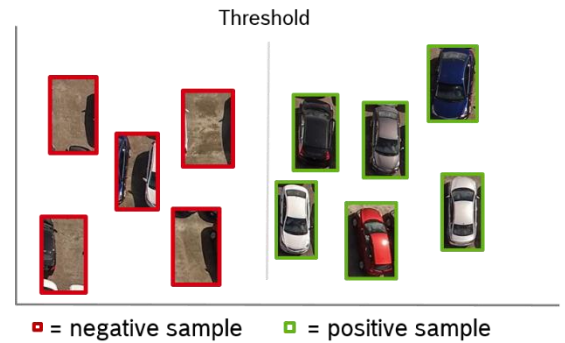 Threshold
= negative sample
= positive sample